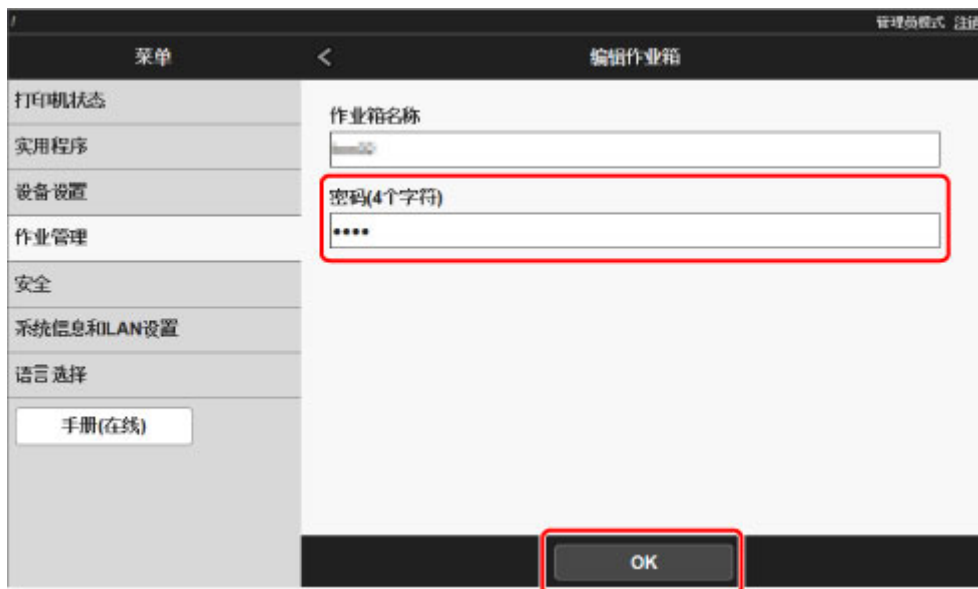 /
管理员模式 注销
菜单
<
编辑作业箱
打印机状态
实用程序
设备设置
作业管理
安全
系统信息和LAN设置
语言选择
手册(在线)
作业箱名称
密码(4个字符)
••••
OK